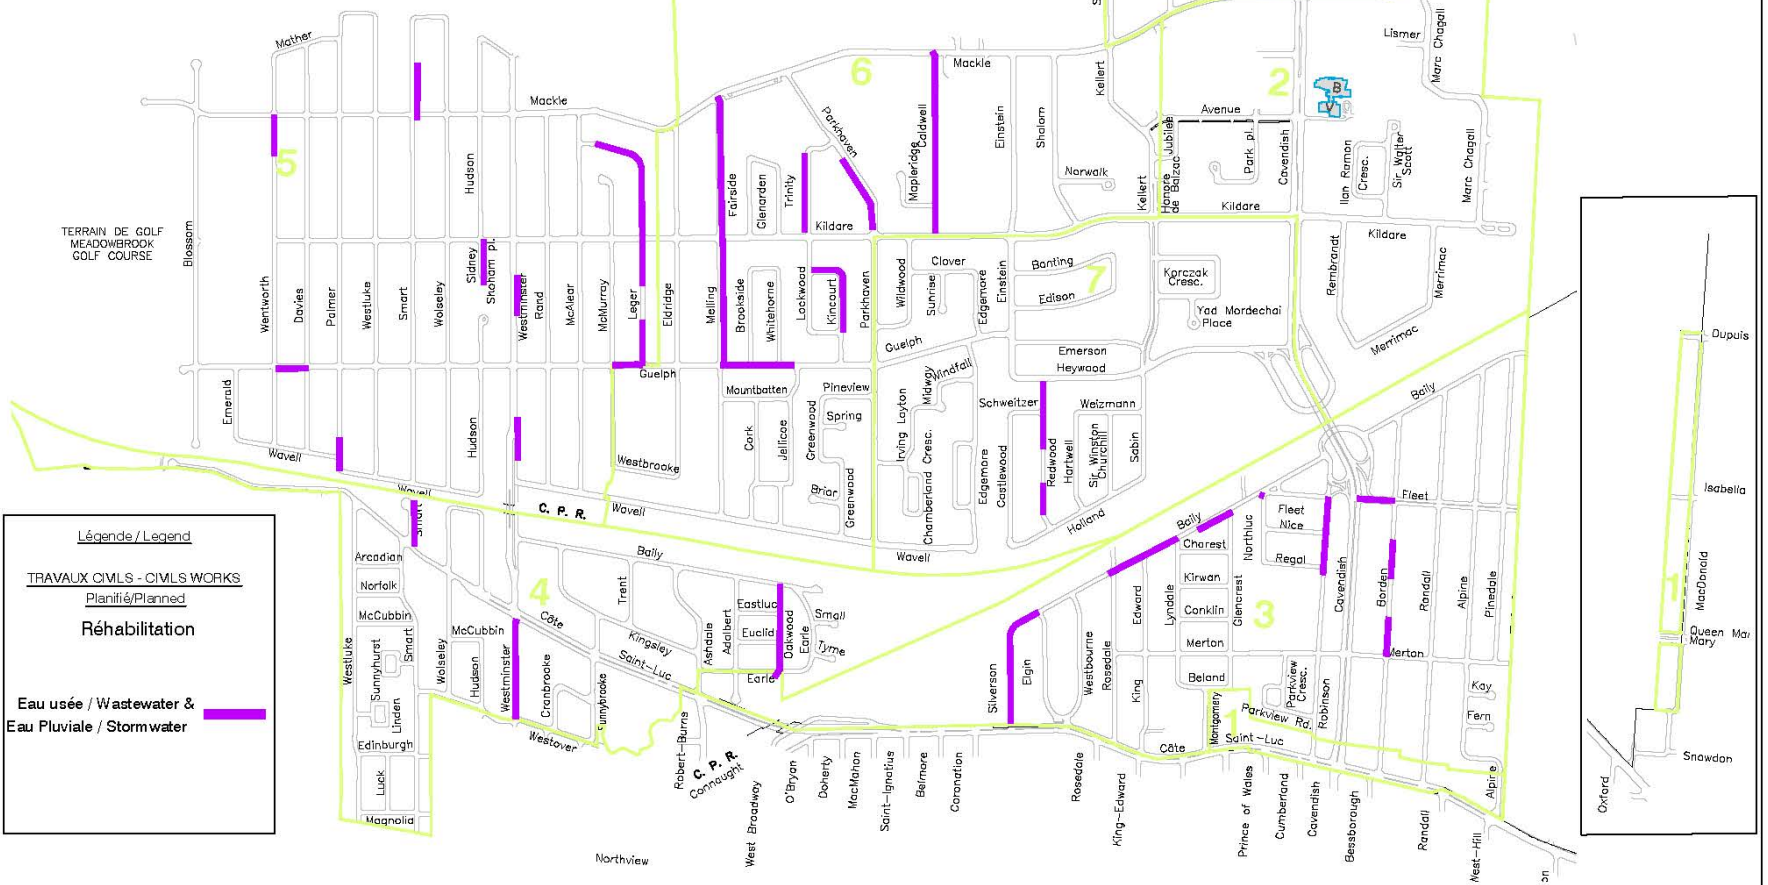 Mather
Mackle
6
Mackle
Kellert
Lismer
Marc Chagall
2
B
V
Avenue
5
Hudson
Parkhaven
Caldwell
Mapleridge
Einstein
Shalom
Norwalk
Kellert
Jubilee
Honore
de Balzac
Park pl.
Cavendish
Ilan Ramon
Cresc.
Sir Walter
Scott
Marc Chagall
Fairside
Glenarden
Trinity
Kildare
Kildare
Kildare
TERRAIN DE GOLF
MEADOWBROOK
GOLF COURSE
Blossom
Wentworth
Davies
Palmer
Westluke
Smart
Wolseley
Sidney
Shoham pl.
Westminster
Rand
McAlear
McMurray
Leger
Eldridge
Melling
Brookside
Whitehorne
Lockwood
Kincourt
Parkhaven
Wildwood
Sunrise
Clover
Edgemore
Einstein
Banting
7
Edison
Korczak
Cresc.
Yad Mordechai
Place
Rembrandt
Merrimac
Merrimac
Guelph
Guelph
Emerson
Heywood
Baily
Dupuis
Emerald
Hudson
Mountbatten
Pineview
Spring
Greenwood
Cork
Jellicoe
Briar
Greenwood
Irving Layton
Midway
Windfall
Chamberland Cresc.
Schweitzer
Edgemore
Castlewood
Redwood
Hartwell
Weizmann
Sir Winston
Churchill
Sabin
Holland
Wavell
Westbrooke
Wavell
C. P. R.
Wavell
Wavell
Fleet
Isabella
Légende / Legend
TRAVAUX CIVILS - CIVILS WORKS
Planifié/Planned
Réhabilitation
Eau usée / Wastewater &
Eau Pluviale / Stormwater
Smart
Baily
Baily
Fleet
Nice
Northluc
Regal
Charest
Kirwan
Conklin
Merton
Beland
Arcadian
Norfolk
McCubbin
McCubbin
4
Trent
Côte
Kingsley
Saint-Luc
Ashdale
Adalbert
Eastluc
Euclid
Oakwood
Earle
Small
Tyme
Earle
Edward
Lyndale
Glencrest
3
Cavendish
Borden
Randall
Alpine
Pinedale
Merton
MacDonald
1
Queen Mar
Mary
Westluke
Sunnyhurst
Smart
Linden
Wolseley
Hudson
Westminster
Cranbrooke
Sunnybrooke
Westover
Edinburgh
Luck
Magnolia
Robert-Burns
C. P. R.
Connaught
Silverson
Elgin
Westbourne
Rosedale
King
Montgomery
1
Parkview
Cresc.
Parkview Rd.
Robinson
Kay
Fern
Côte
Saint-Luc
Alpine
Snowdon
Oxford
Northview
West Broadway
O'Bryan
Doherty
MacMahon
Saint-Ignatius
Belmore
Coronation
Rosedale
King-Edward
Prince of Wales
Cumberland
Cavendish
Bessborough
Randall
West-Hill